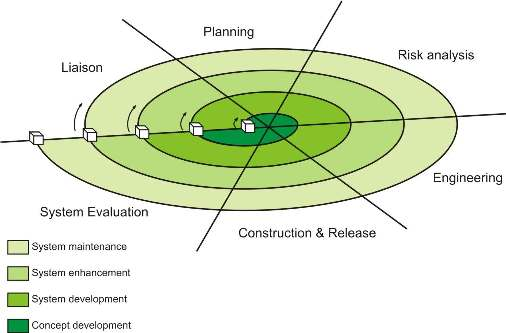 Planning
Risk analysis
Liaison
Engineering
System Evaluation
Construction & Release
System maintenance
System enhancement
System development
Concept development